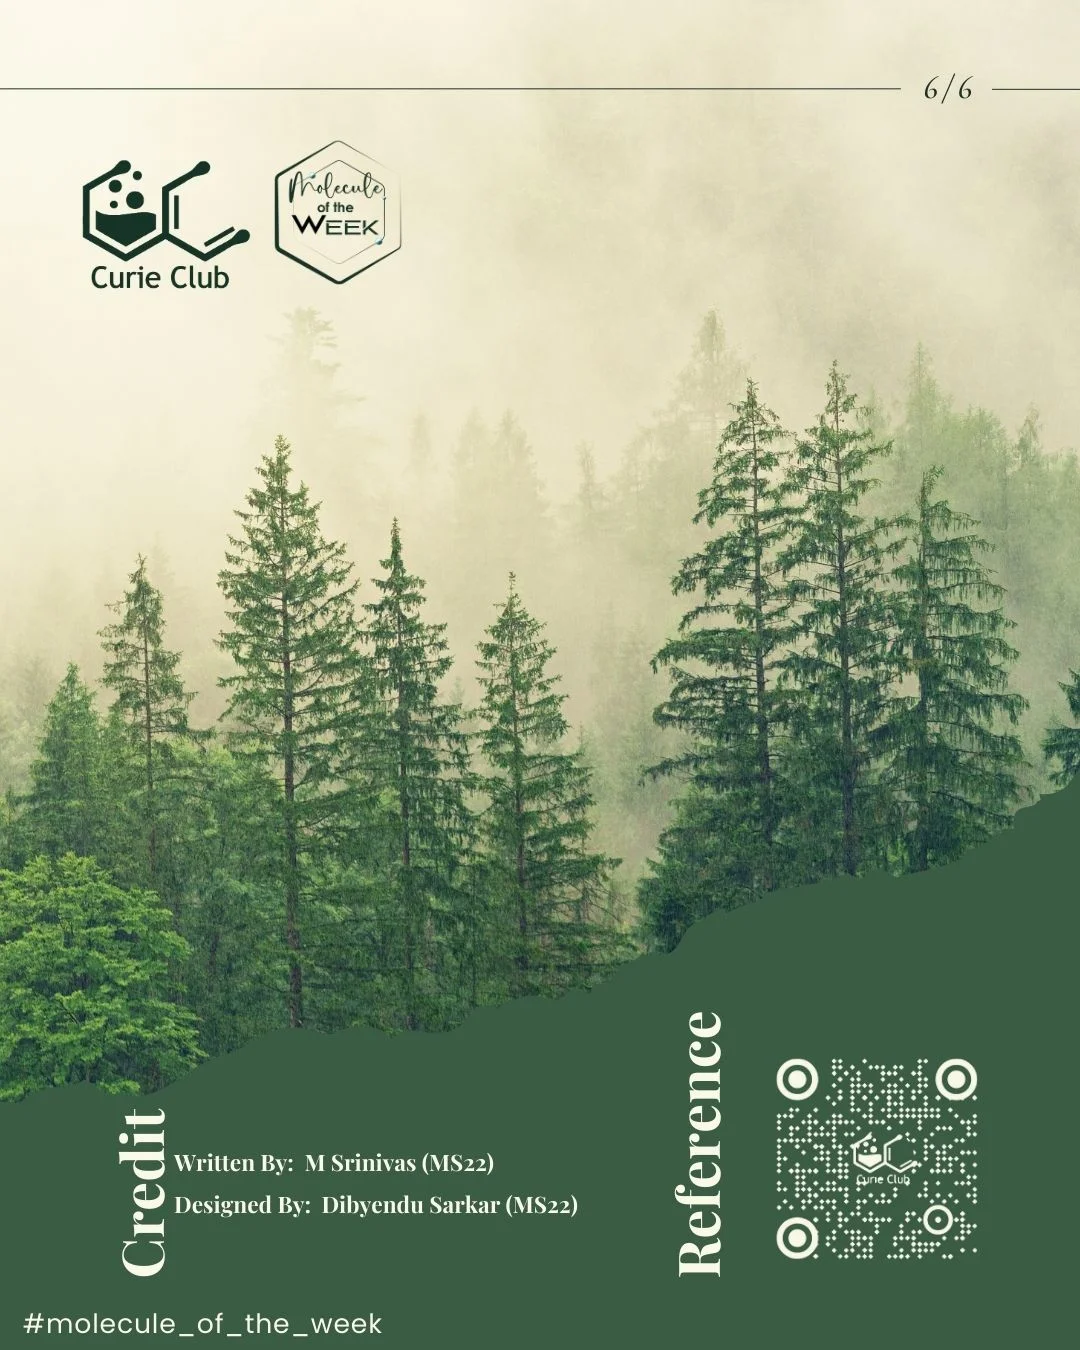 6/6
Curie Club
Molecule
of the
WEEK
Credit
Written By: M Srinivas (MS22)
Designed By: Dibyendu Sarkar (MS22)
Reference
Curie Club
#molecule_of_the_week